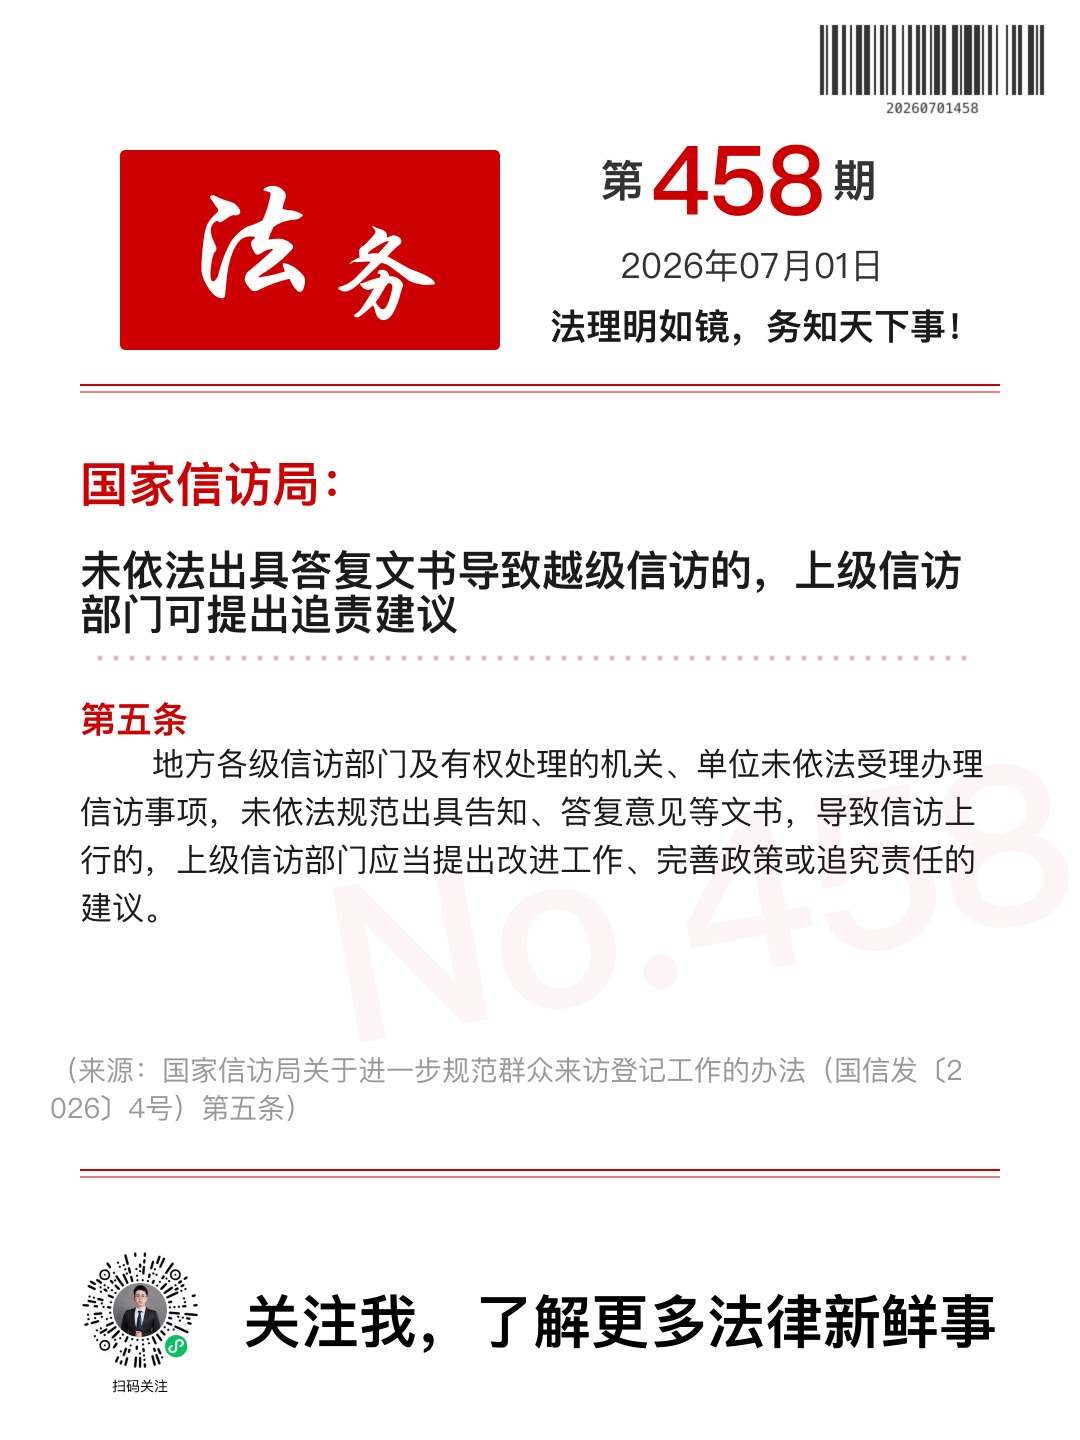 20260701458
法务
第458期
2026年07月01日
法理明如镜，务知天下事！
国家信访局：
未依法出具答复文书导致越级信访的，上级信访
部门可提出追责建议
第五条
地方各级信访部门及有权处理的机关、单位未依法受理办理
信访事项，未依法规范出具告知、答复意见等文书，导致信访上
行的，上级信访部门应当提出改进工作、完善政策或追究责任的
建议。
No.458
（来源：国家信访局关于进一步规范群众来访登记工作的办法（国信发〔2
026〕4号）第五条）
关注我，了解更多法律新鲜事
扫码关注